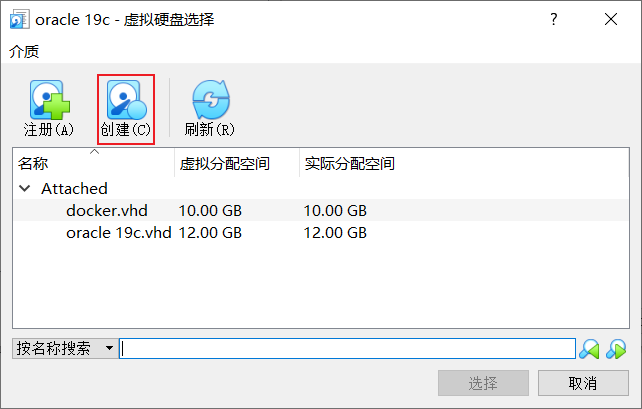 oracle 19c - 虚拟硬盘选择
介质
注册(A) 创建(C) 刷新(R)
名称 虚拟分配空间 实际分配空间
Attached
docker.vhd 10.00 GB 10.00 GB
oracle 19c.vhd 12.00 GB 12.00 GB
按名称搜索
选择 取消